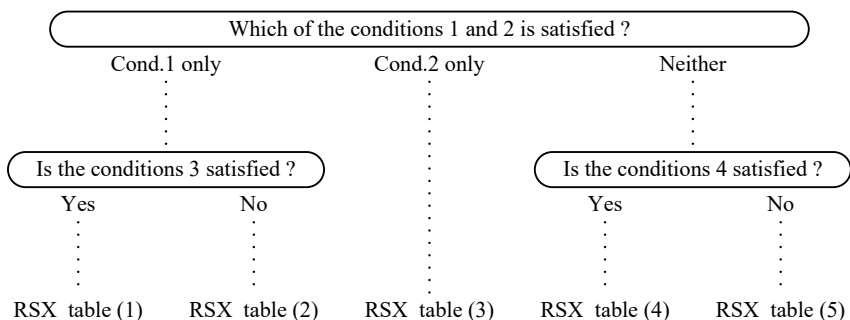 Which of the conditions 1 and 2 is satisfied ?
Cond.1 only Cond.2 only Neither
Is the conditions 3 satisfied ? Is the conditions 4 satisfied ?
Yes No Yes No
RSX table (1) RSX table (2) RSX table (3) RSX table (4) RSX table (5)